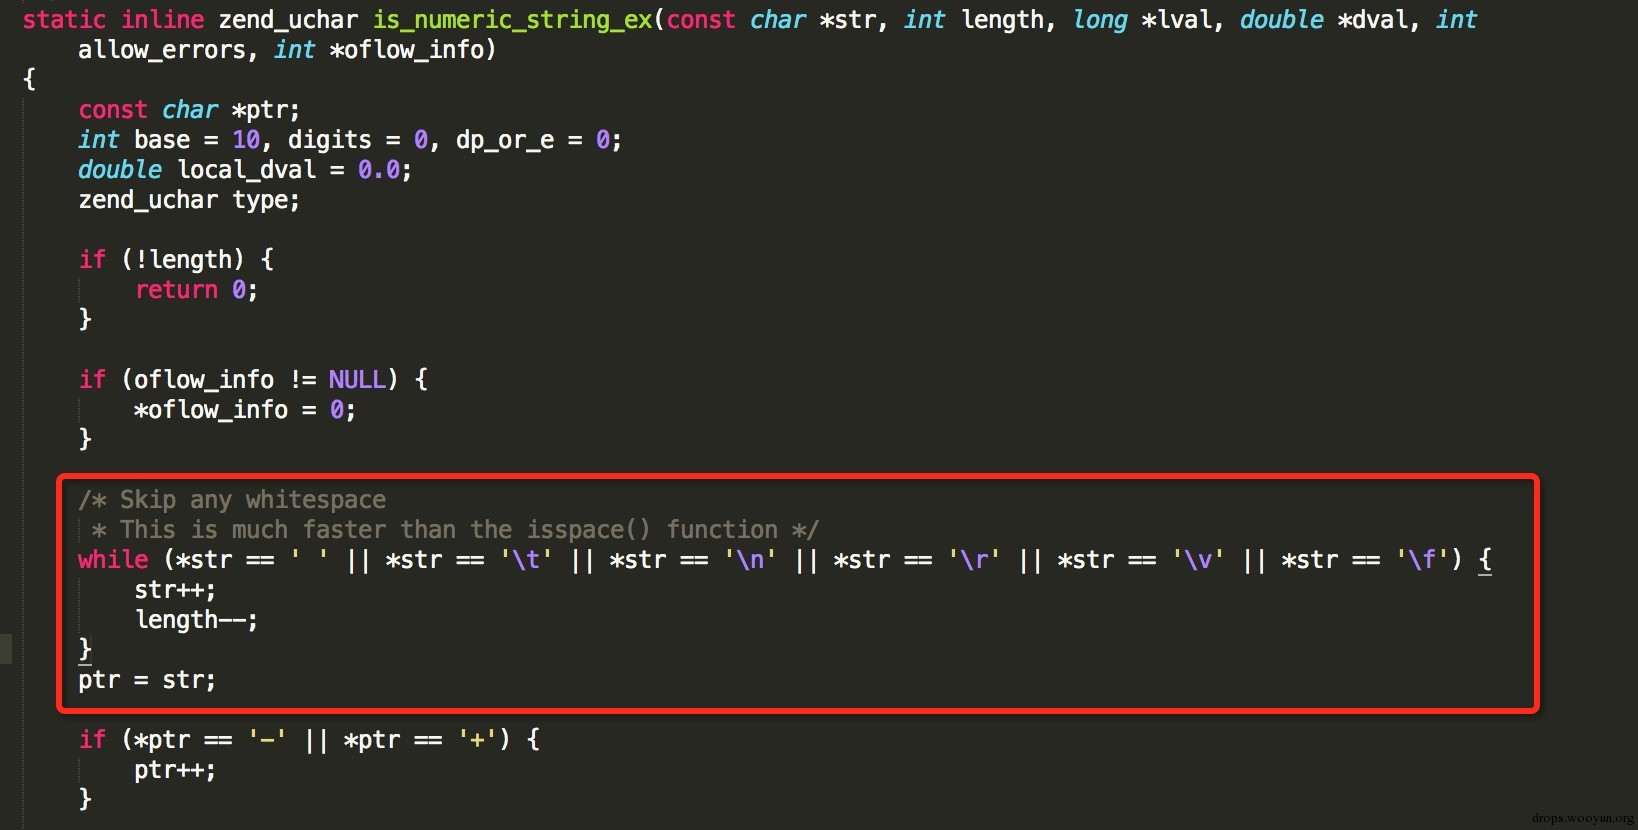 static inline zend_uchar is_numeric_string_ex(const char *str, int length, long *lval, double *dval, int
allow_errors, int *oflow_info)
{
const char *ptr;
int base = 10, digits = 0, dp_or_e = 0;
double local_dval = 0.0;
zend_uchar type;
if (!length) {
return 0;
}
if (oflow_info != NULL) {
*oflow_info = 0;
}
/* Skip any whitespace
* This is much faster than the isspace() function */
while (*str == ' ' || *str == '\t' || *str == '\n' || *str == '\r' || *str == '\v' || *str == '\f') {
str++;
length--;
}
ptr = str;
if (*ptr == '-' || *ptr == '+') {
ptr++;
}
drops.wooyun.org